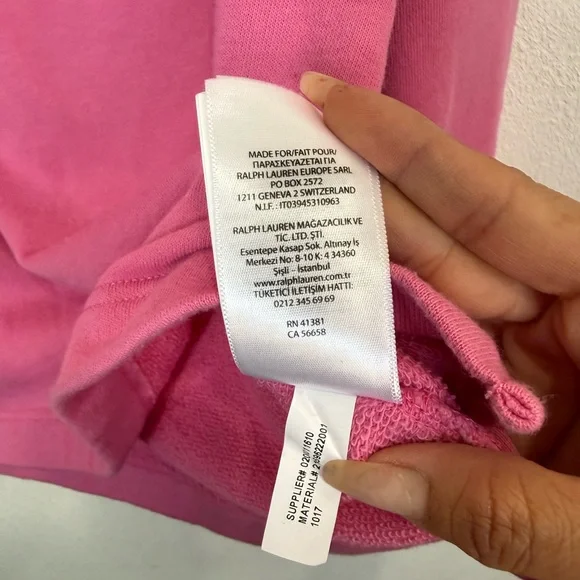 MADE FOR/FAIT POUR/
ΠΑΡΑΣΚΕΥΑΖΕΤΑΙ ΓΙΑ
RALPH LAUREN EUROPE SARL
PO BOX 2572
1211 GENEVA 2 SWITZERLAND
N.I.F. :IT03945310963
RALPH LAUREN MAĞAZACILIK VE
TİC. LTD. ŞTİ.
Esentepe Kasap Sok. Altınay İş
Merkezi No: 8-10 K: 4 34360
Şişli - İstanbul
www.ralphlauren.com.tr
TÜKETİCİ İLETİŞİM HATTI:
0212 345 69 69
RN 41381
CA 56658
SUPPLIER# 020011610
MATERIAL#
1017